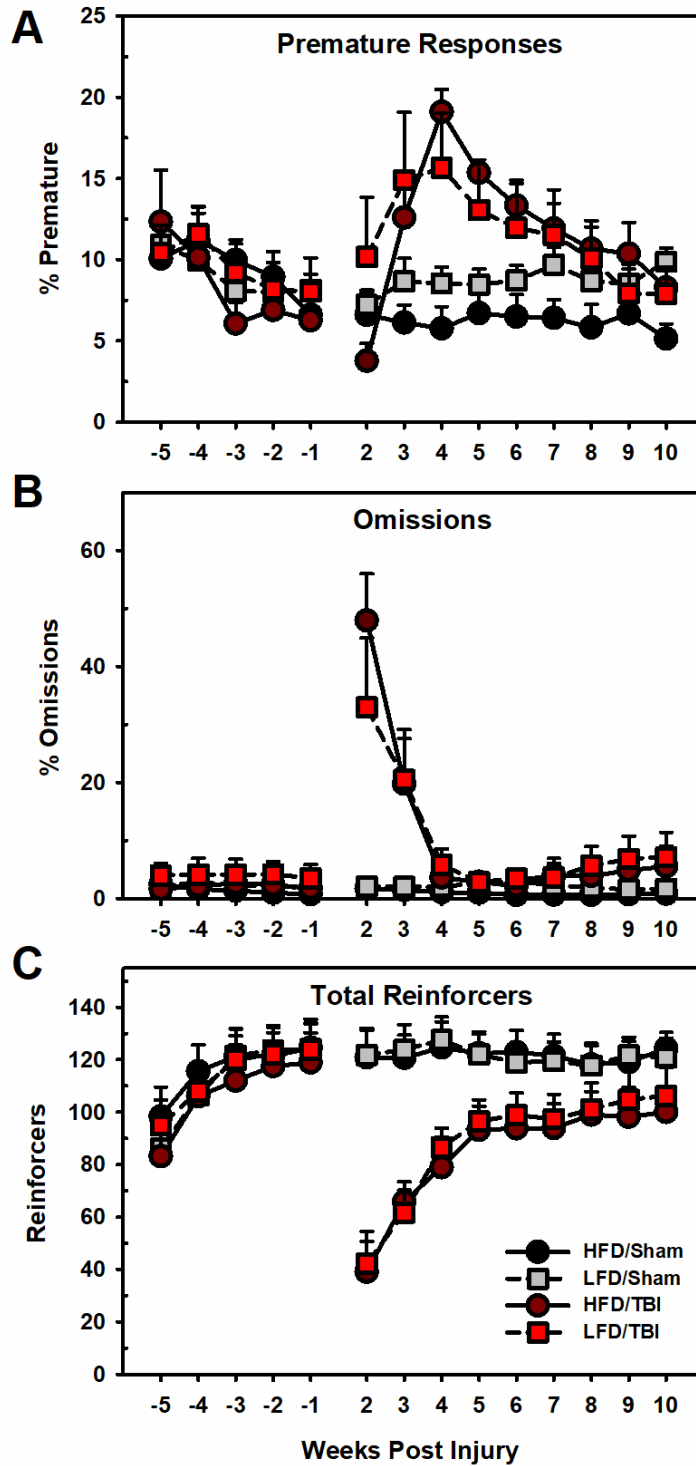 A
Premature Responses
25
20
15
10
5
0
% Premature
-5 -4 -3 -2 -1 2 3 4 5 6 7 8 9 10
B
Omissions
60
40
20
0
% Omissions
-5 -4 -3 -2 -1 2 3 4 5 6 7 8 9 10
C
Total Reinforcers
140
120
100
80
60
40
20
0
Reinforcers
HFD/Sham
LFD/Sham
HFD/TBI
LFD/TBI
-5 -4 -3 -2 -1 2 3 4 5 6 7 8 9 10
Weeks Post Injury